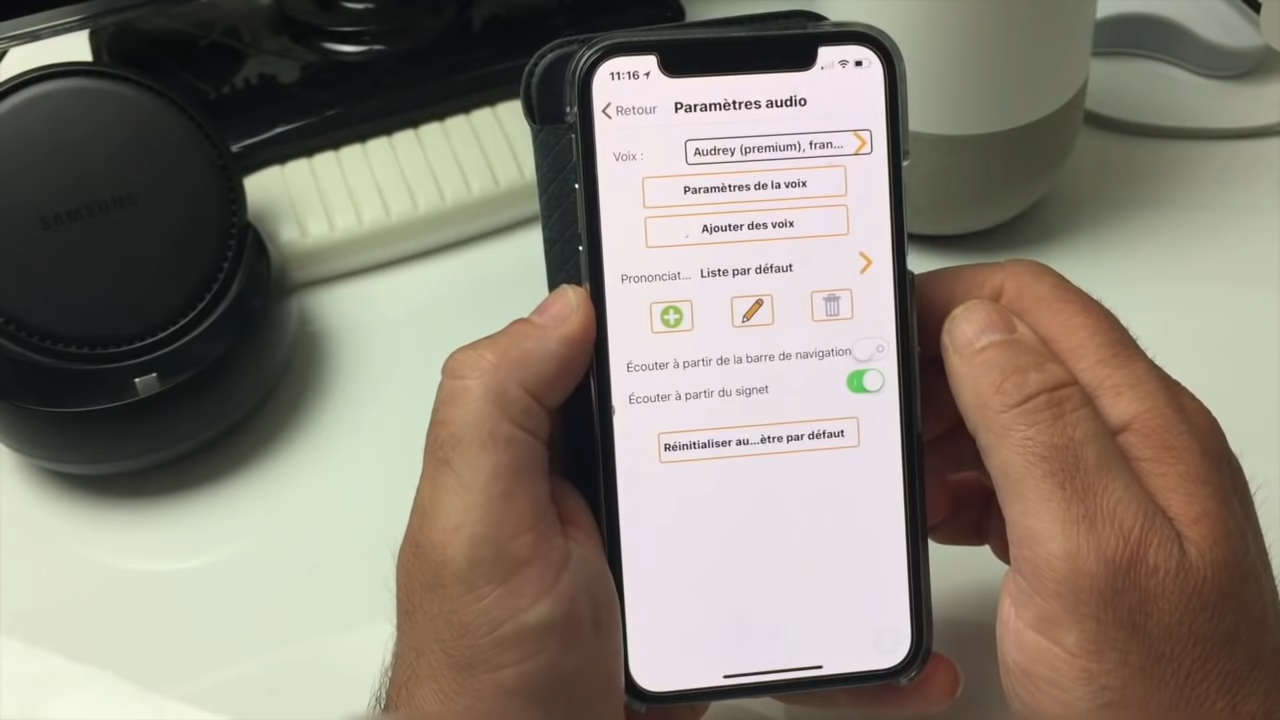 SAMSUNG
11:16
Retour
Paramètres audio
Voix :
Audrey (premium), fran...
Paramètres de la voix
Ajouter des voix
Prononciat...
Liste par défaut
Écouter à partir de la barre de navigation
Écouter à partir du signet
Réinitialiser au...ètre par défaut